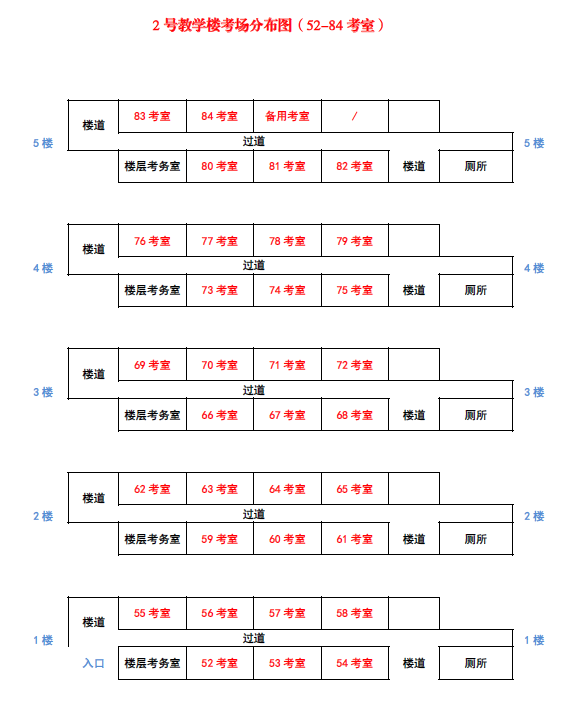 2 号教学楼考场分布图（52-84 考室）
楼道 83 考室 84 考室 备用考室 /
5 楼 过道 5 楼
楼层考务室 80 考室 81 考室 82 考室 楼道 厕所
楼道 76 考室 77 考室 78 考室 79 考室
4 楼 过道 4 楼
楼层考务室 73 考室 74 考室 75 考室 楼道 厕所
楼道 69 考室 70 考室 71 考室 72 考室
3 楼 过道 3 楼
楼层考务室 66 考室 67 考室 68 考室 楼道 厕所
楼道 62 考室 63 考室 64 考室 65 考室
2 楼 过道 2 楼
楼层考务室 59 考室 60 考室 61 考室 楼道 厕所
楼道 55 考室 56 考室 57 考室 58 考室
1 楼 过道 1 楼
入口 楼层考务室 52 考室 53 考室 54 考室 楼道 厕所